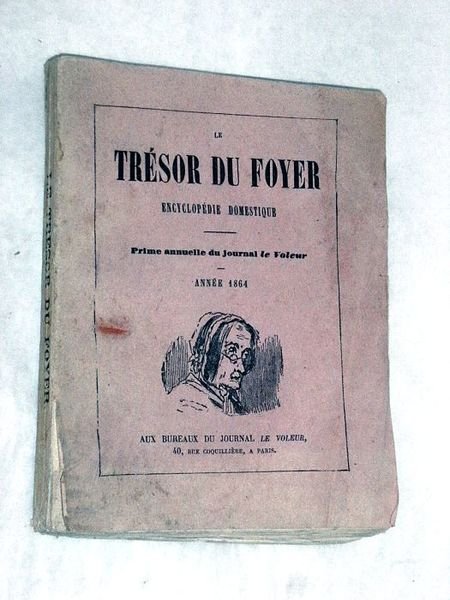 LE
TRÉSOR DU FOYER
ENCYCLOPÉDIE DOMESTIQUE
Prime annuelle du journal le Voleur
ANNÉE 1864
AUX BUREAUX DU JOURNAL LE VOLEUR,
40, RUE COQUILLIÈRE, A PARIS.
LE TRÉSOR DU FOYER